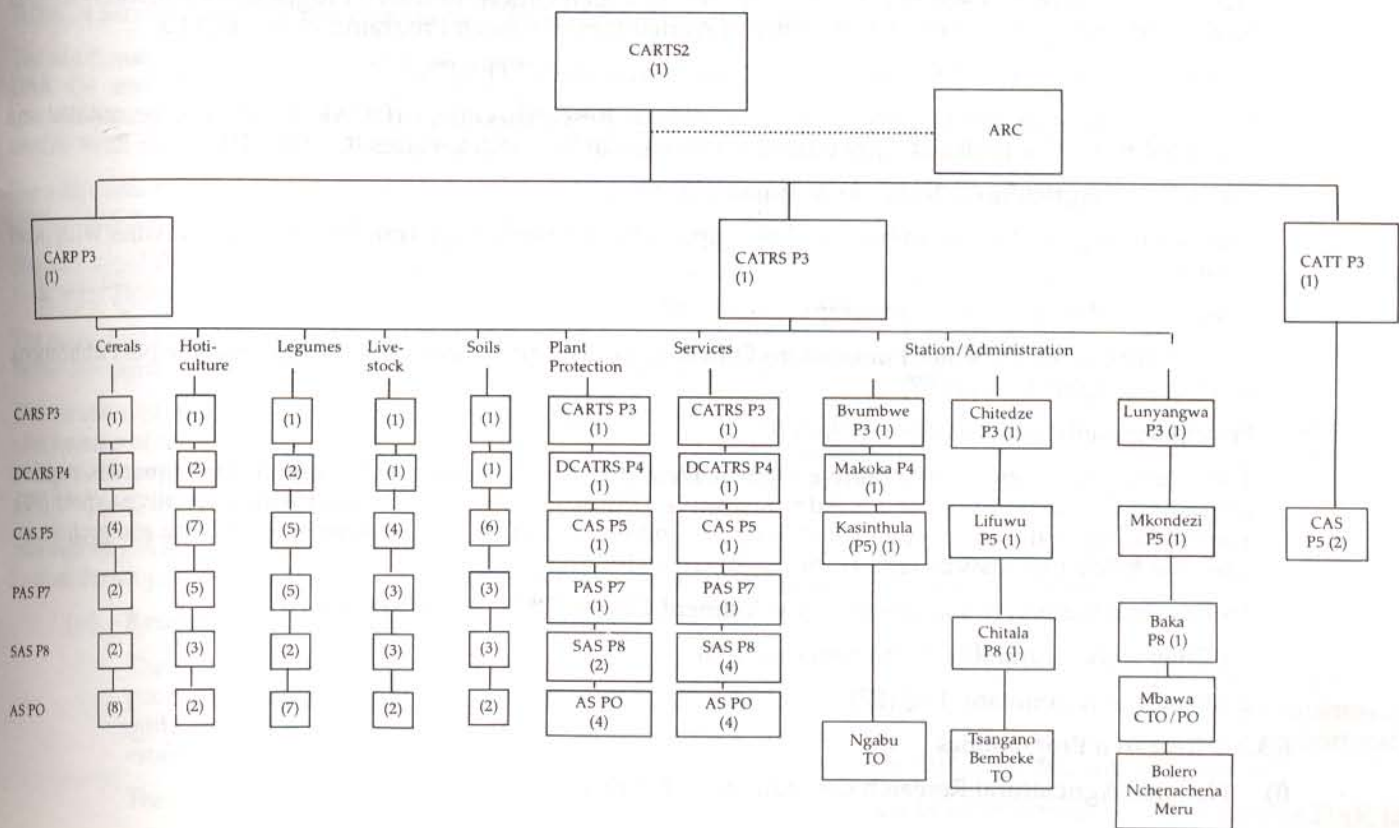 CARTS2
(1)
ARC
CARP P3
(1)
CATRS P3
(1)
CATT P3
(1)
Cereals
Hoti-
culture
Legumes
Live-
stock
Soils
Plant
Protection
Services
Station/Administration
CARS P3
(1)
(1)
(1)
(1)
(1)
CARTS P3
(1)
CATRS P3
(1)
Bvumbwe
P3 (1)
Chitedze
P3 (1)
Lunyangwa
P3 (1)
DCARS P4
(1)
(2)
(2)
(1)
(1)
DCATRS P4
(1)
DCATRS P4
(1)
Makoka P4
(1)
CAS P5
(4)
(7)
(5)
(4)
(6)
CAS P5
(1)
CAS P5
(1)
Kasinthula
(P5) (1)
Lifuwu
P5 (1)
Mkondezi
P5 (1)
CAS
P5 (2)
PAS P7
(2)
(5)
(5)
(3)
(3)
PAS P7
(1)
PAS P7
(1)
SAS P8
(2)
(3)
(2)
(3)
(3)
SAS P8
(2)
SAS P8
(4)
Chitala
P8 (1)
Baka
P8 (1)
AS PO
(8)
(2)
(7)
(2)
(2)
AS PO
(4)
AS PO
(4)
Mbawa
CTO/PO
Ngabu
TO
Tsangano
Bembeke
TO
Bolero
Nchenachena
Meru